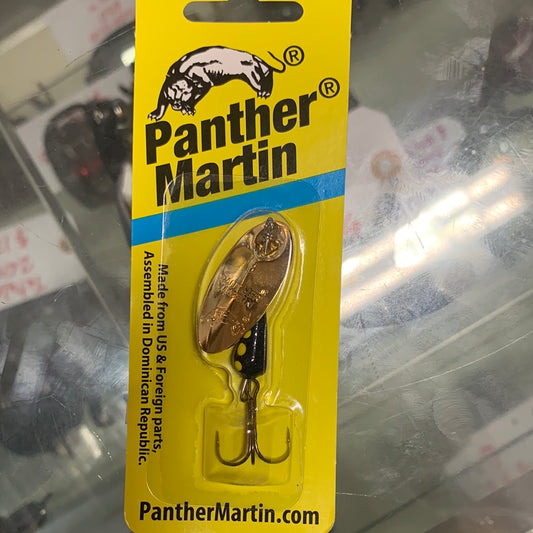 ®
Panther®
Martin
Made from US & Foreign parts,
Assembled in Dominican Republic.
PantherMartin.com